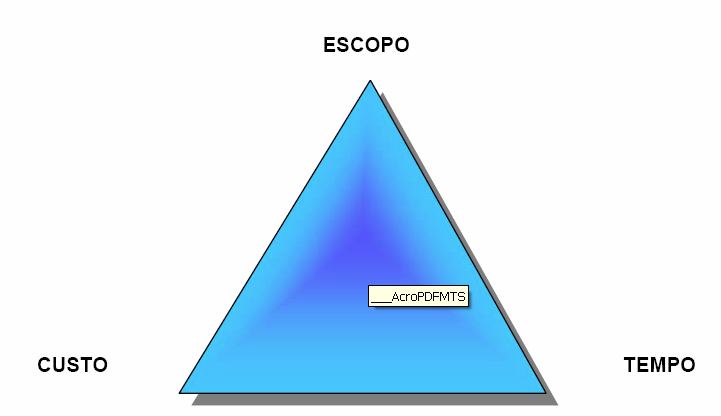 ESCOPO
___AcroPDFMTS
CUSTO
TEMPO